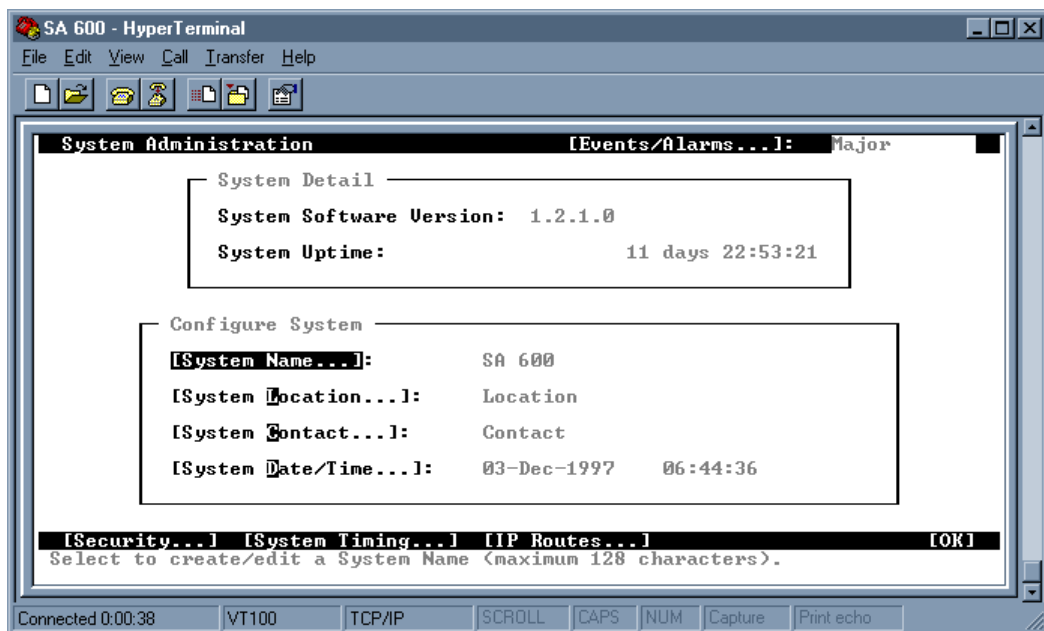 SA 600 - HyperTerminal
File Edit View Call Transfer Help
System Administration [Events/Alarms...]: Major
System Detail
System Software Version: 1.2.1.0
System Uptime: 11 days 22:53:21
Configure System
[System Name...]: SA 600
[System Location...]: Location
[System Contact...]: Contact
[System Date/Time...]: 03-Dec-1997 06:44:36
[Security...] [System Timing...] [IP Routes...] [OK]
Select to create/edit a System Name (maximum 128 characters).
Connected 0:00:38 VT100 TCP/IP SCROLL CAPS NUM Capture Print echo